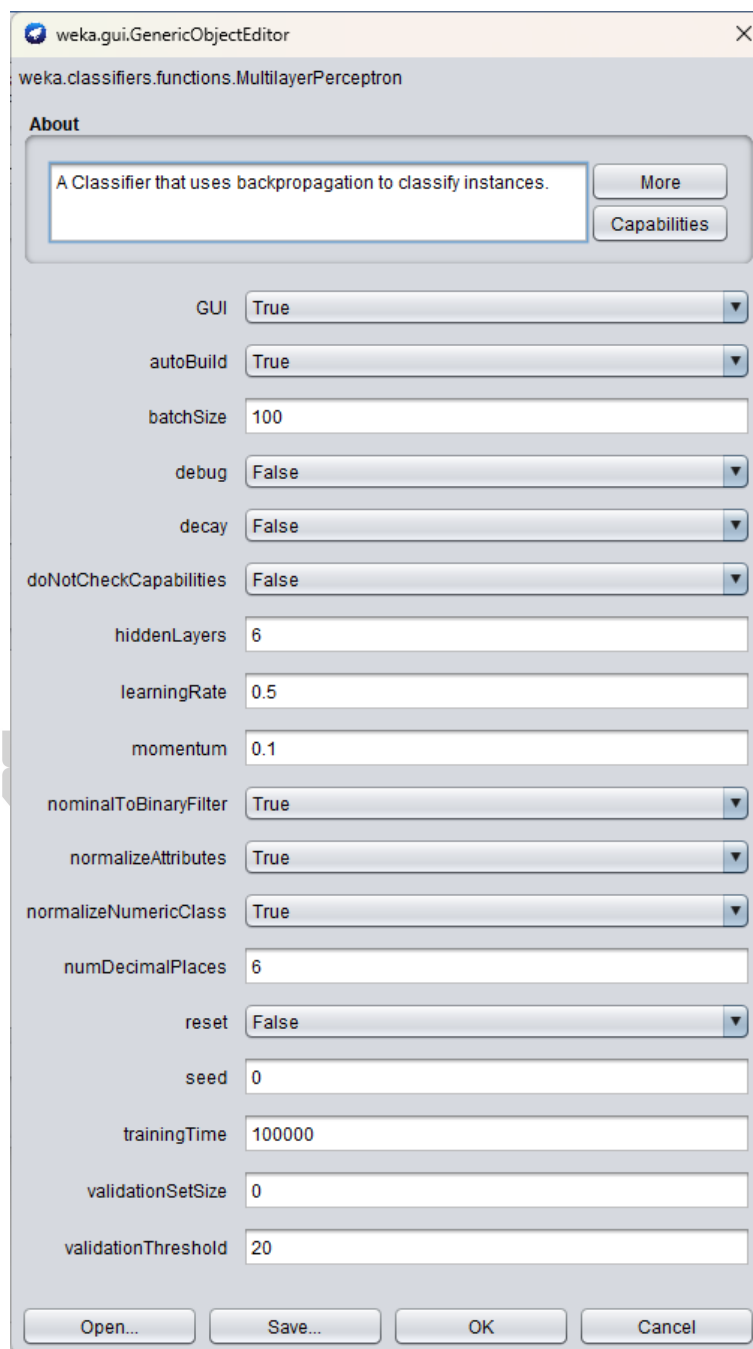 weka.gui.GenericObjectEditor
weka.classifiers.functions.MultilayerPerceptron
About
A Classifier that uses backpropagation to classify instances.
More
Capabilities
GUI True
autoBuild True
batchSize 100
debug False
decay False
doNotCheckCapabilities False
hiddenLayers 6
learningRate 0.5
momentum 0.1
nominalToBinaryFilter True
normalizeAttributes True
normalizeNumericClass True
numDecimalPlaces 6
reset False
seed 0
trainingTime 100000
validationSetSize 0
validationThreshold 20
Open... Save... OK Cancel